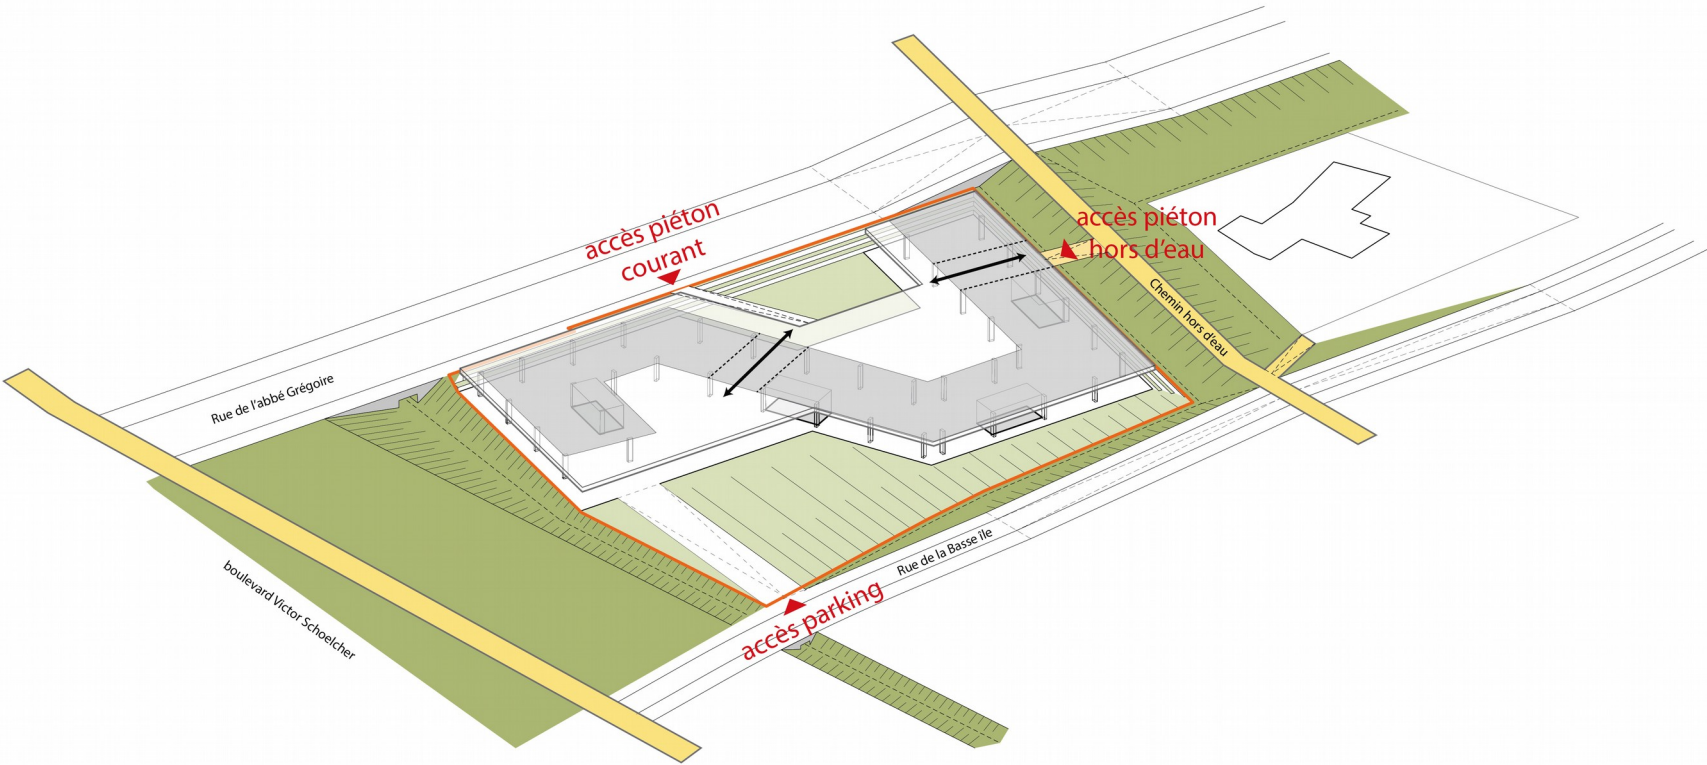 accès piéton
courant
accès piéton
hors d'eau
Chemin hors d'eau
Rue de l'abbé Grégoire
Rue de la Basse île
boulevard Victor Schoelcher
accès parking